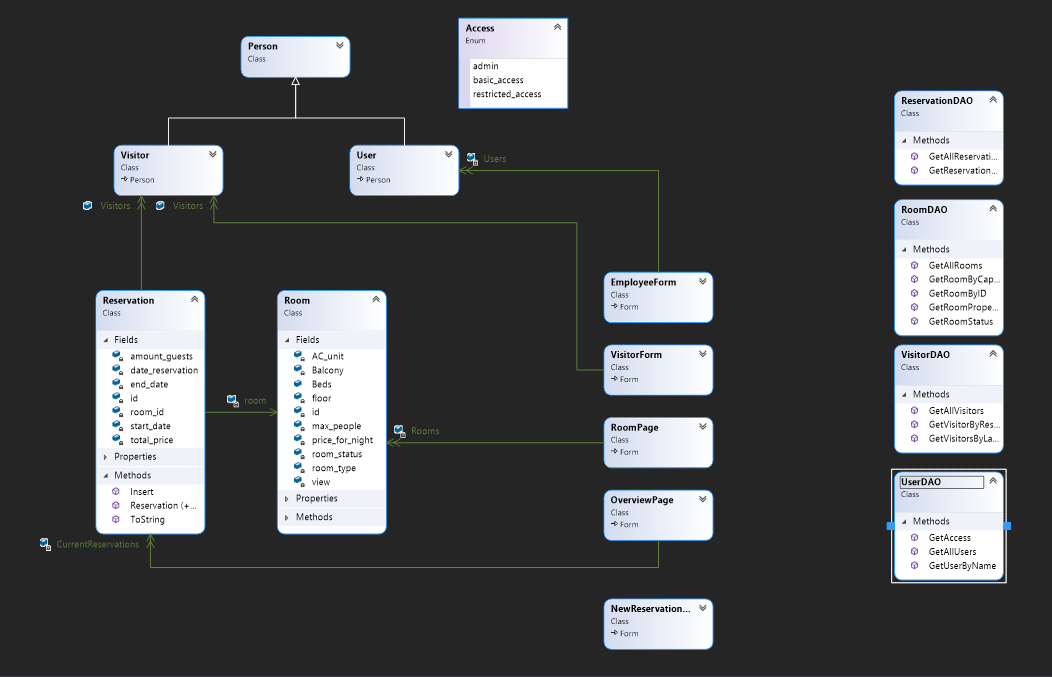 Person
Class
Access
Enum
admin
basic_access
restricted_access
Visitor
Class
Person
User
Class
Person
Users
Visitors
Visitors
Reservation
Class
Fields
amount_guests
date_reservation
end_date
id
room_id
start_date
total_price
Properties
Methods
Insert
Reservation (+...
ToString
room
Room
Class
Fields
AC_unit
Balcony
Beds
floor
id
max_people
price_for_night
room_status
room_type
view
Properties
Methods
Rooms
CurrentReservations
EmployeeForm
Class
Form
VisitorForm
Class
Form
RoomPage
Class
Form
OverviewPage
Class
Form
NewReservation...
Class
Form
ReservationDAO
Class
Methods
GetAllReservati...
GetReservation...
RoomDAO
Class
Methods
GetAllRooms
GetRoomByCap...
GetRoomByID
GetRoomPrope...
GetRoomStatus
VisitorDAO
Class
Methods
GetAllVisitors
GetVisitorByRes...
GetVisitorsByLa...
UserDAO
Class
Methods
GetAccess
GetAllUsers
GetUserByName